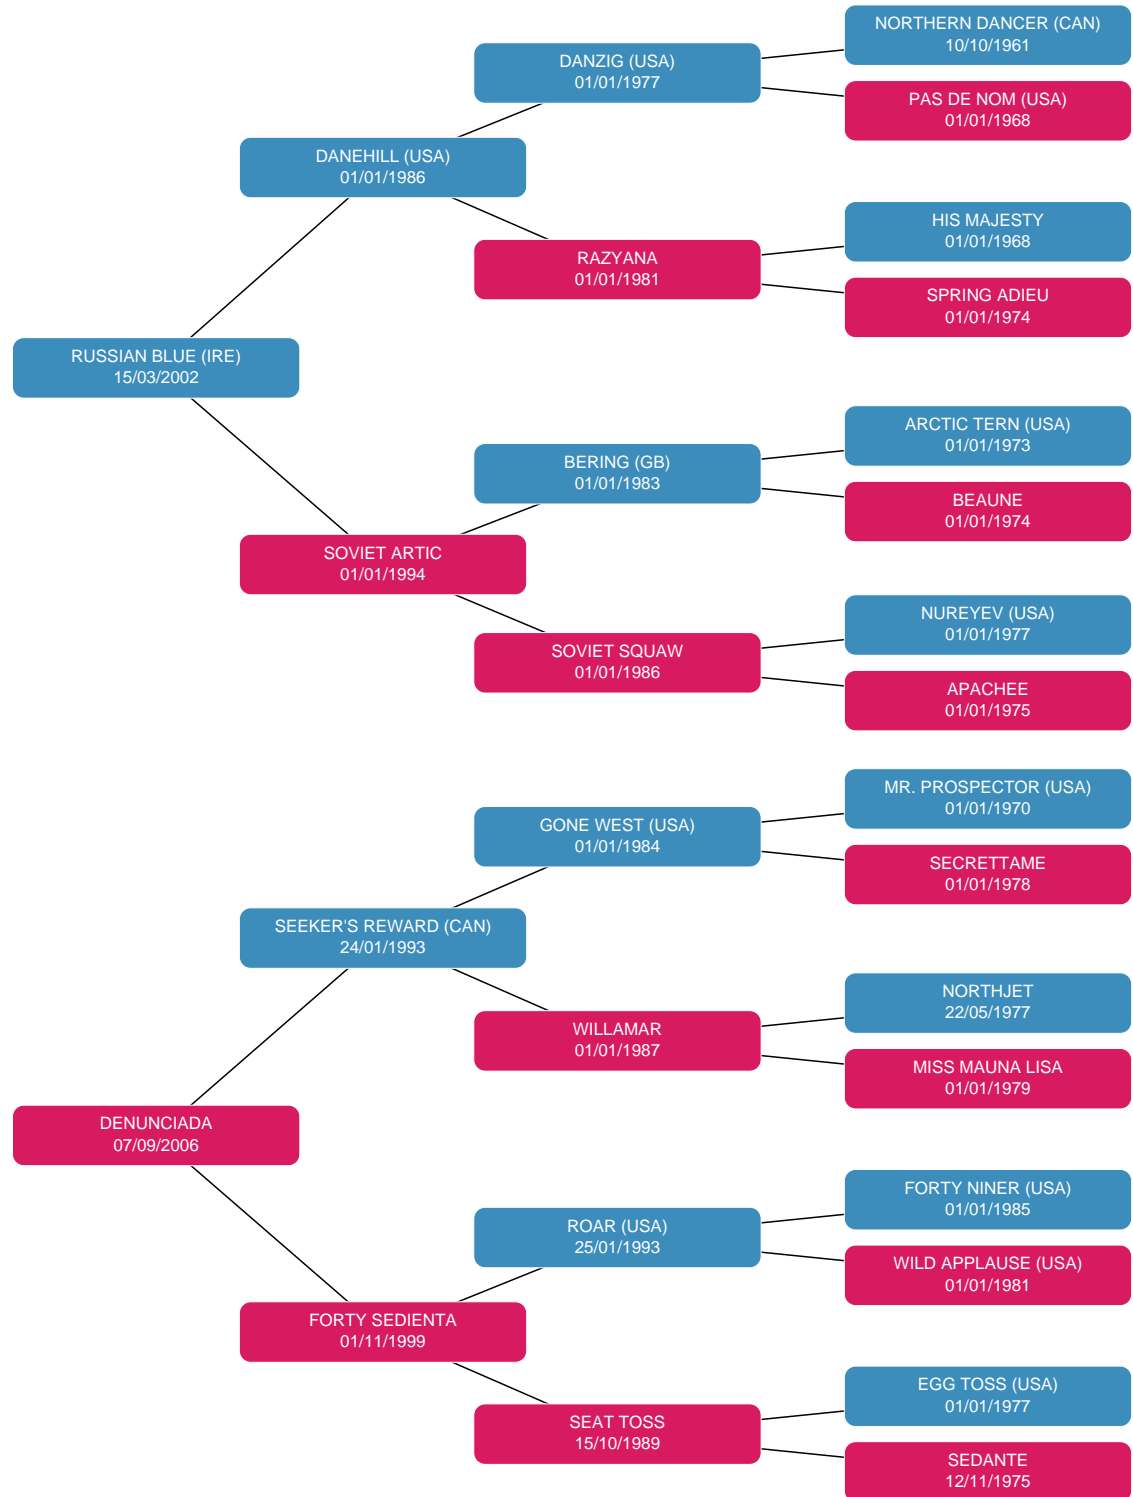 NORTHERN DANCER (CAN)
10/10/1961
DANZIG (USA)
01/01/1977
PAS DE NOM (USA)
01/01/1968
DANEHILL (USA)
01/01/1986
HIS MAJESTY
01/01/1968
RAZYANA
01/01/1981
SPRING ADIEU
01/01/1974
RUSSIAN BLUE (IRE)
15/03/2002
ARCTIC TERN (USA)
01/01/1973
BERING (GB)
01/01/1983
BEAUNE
01/01/1974
SOVIET ARTIC
01/01/1994
NUREYEV (USA)
01/01/1977
SOVIET SQUAW
01/01/1986
APACHEE
01/01/1975
MR. PROSPECTOR (USA)
01/01/1970
GONE WEST (USA)
01/01/1984
SECRETTAME
01/01/1978
SEEKER'S REWARD (CAN)
24/01/1993
NORTHJET
22/05/1977
WILLAMAR
01/01/1987
MISS MAUNA LISA
01/01/1979
DENUNCIADA
07/09/2006
FORTY NINER (USA)
01/01/1985
ROAR (USA)
25/01/1993
WILD APPLAUSE (USA)
01/01/1981
FORTY SEDIENTA
01/11/1999
EGG TOSS (USA)
01/01/1977
SEAT TOSS
15/10/1989
SEDANTE
12/11/1975